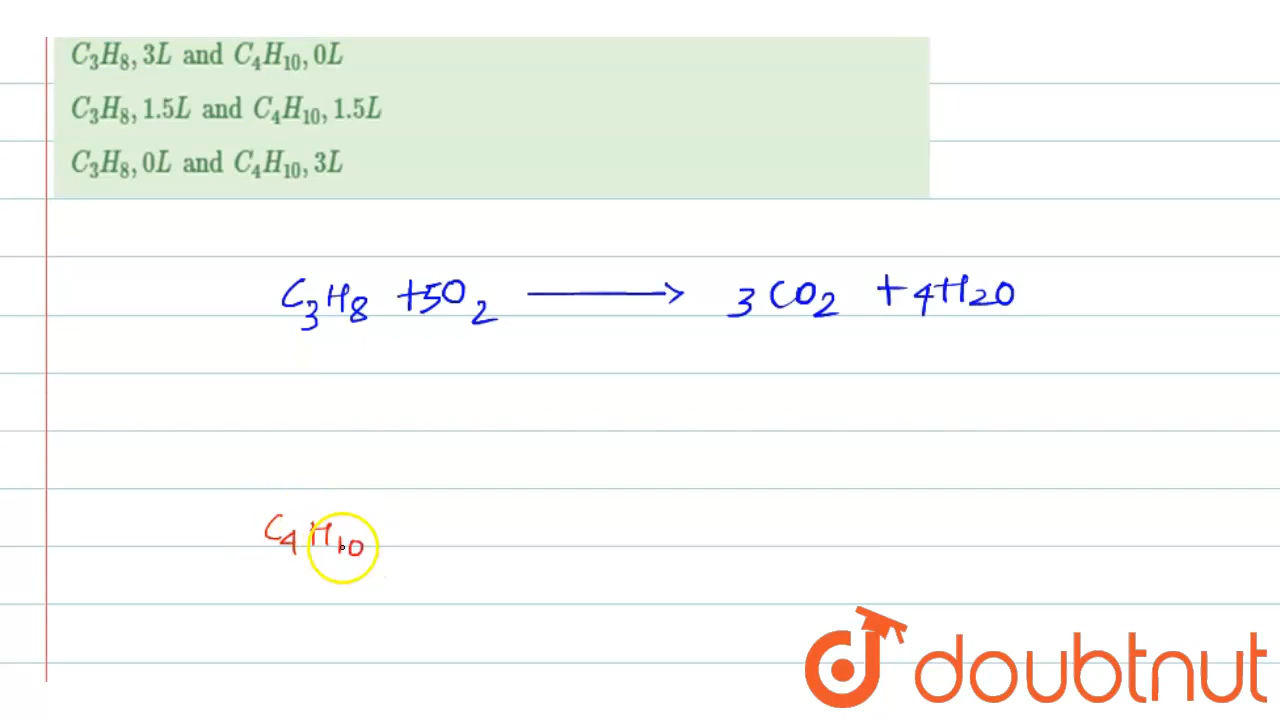 C₃H₈, 3L and C₄H₁₀, 0L
C₃H₈, 1.5L and C₄H₁₀, 1.5L
C₃H₈, 0L and C₄H₁₀, 3L
C₃H₈ + 5O₂ ⟶ 3CO₂ + 4H₂O
C₄H₁₀
doubtnut